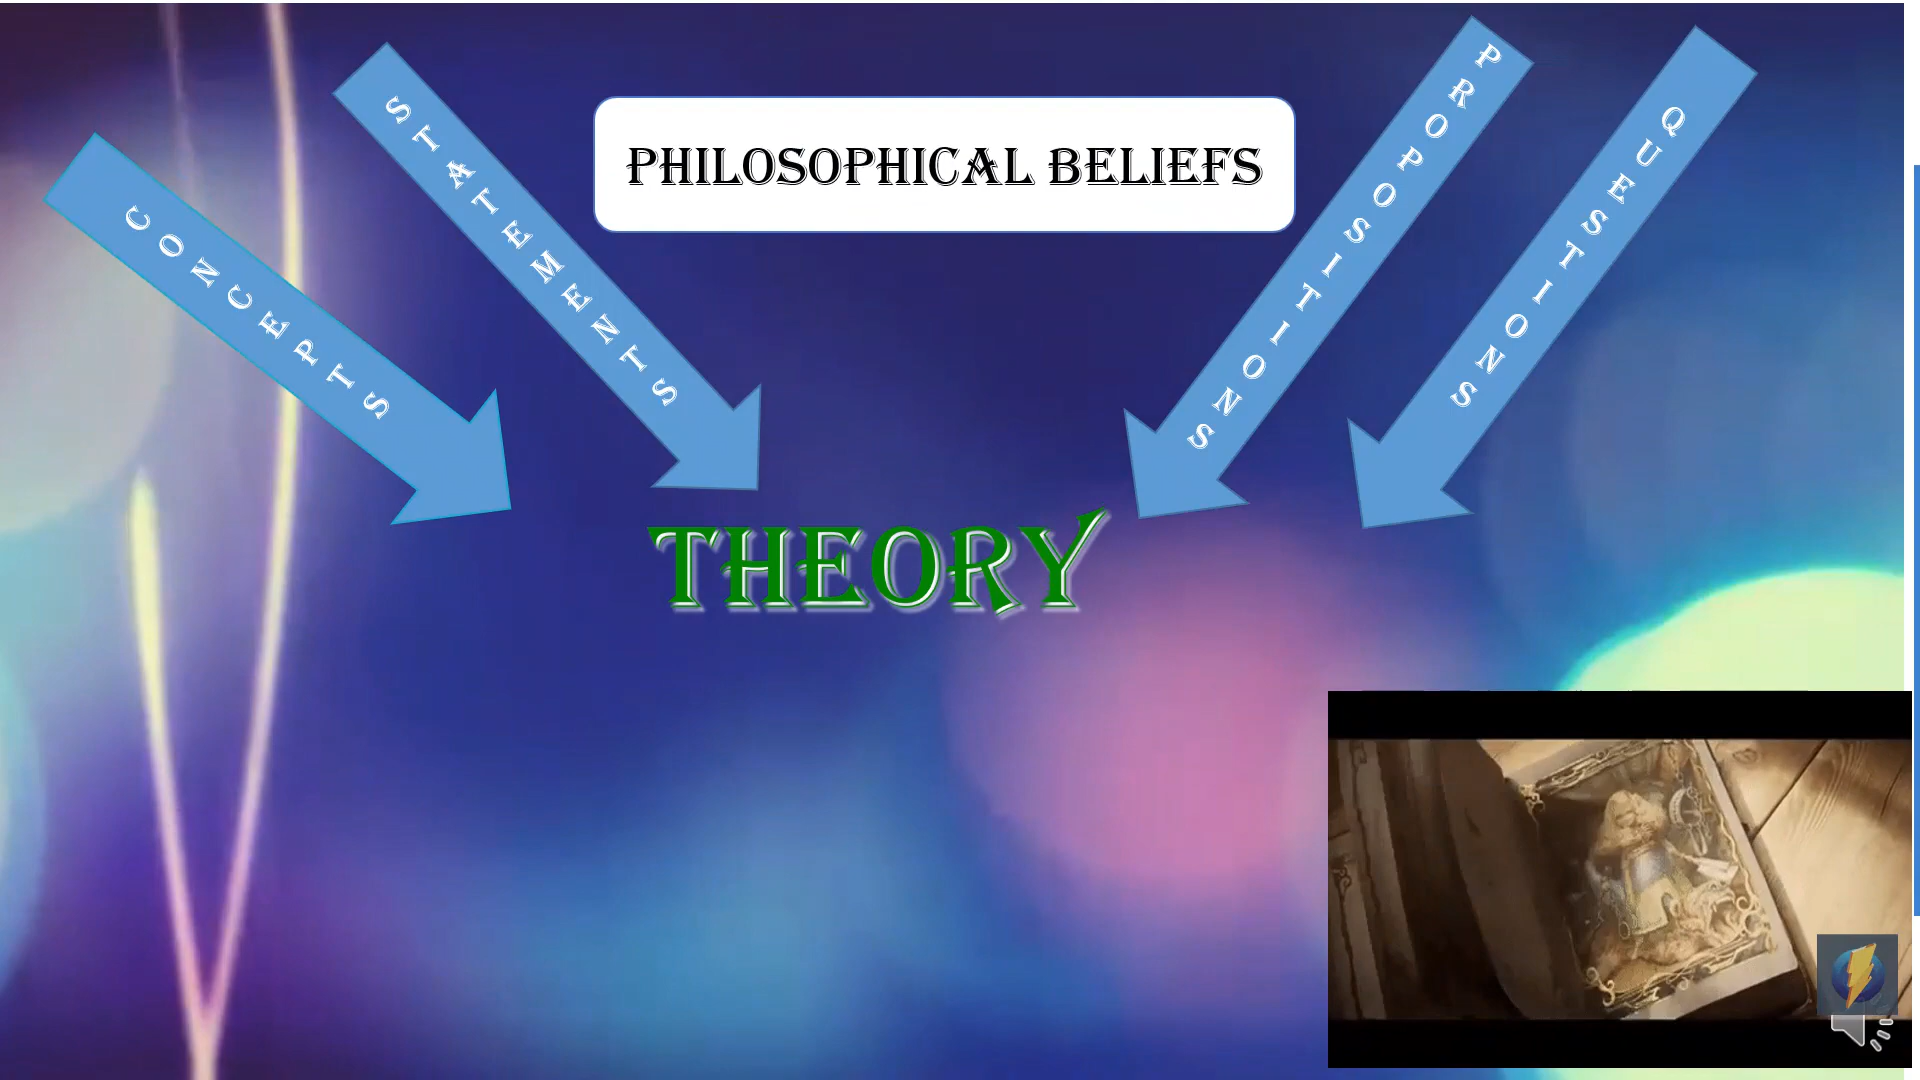 CONCEPTS
STATEMENTS
PHILOSOPHICAL BELIEFS
PROPOSITIONS
QUESTIONS
THEORY